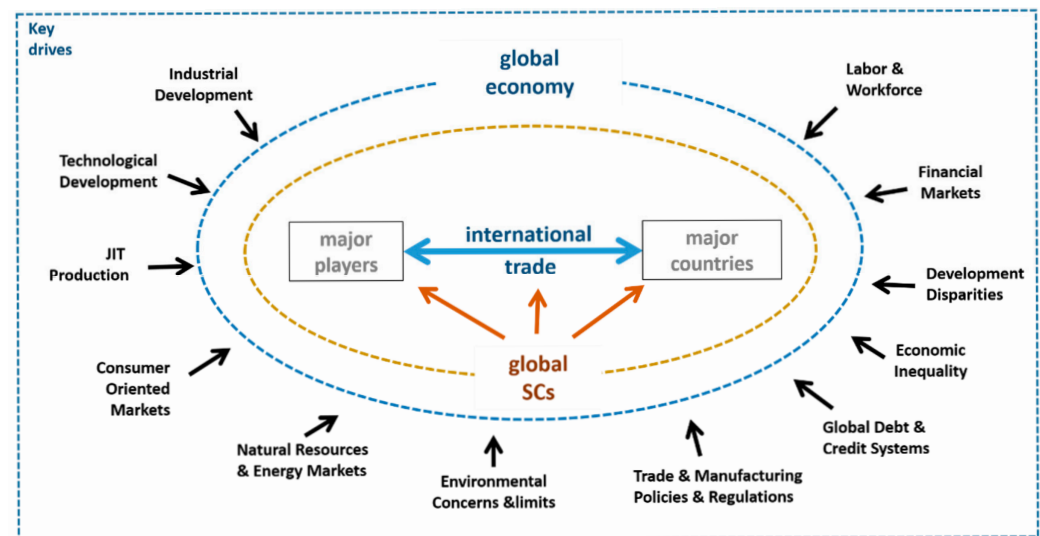 Key
drives
global
economy
Industrial
Development
Labor &
Workforce
Technological
Development
Financial
Markets
major
players
international
trade
major
countries
JIT
Production
Development
Disparities
Consumer
Oriented
Markets
global
SCs
Economic
Inequality
Natural Resources
& Energy Markets
Environmental
Concerns &limits
Trade & Manufacturing
Policies & Regulations
Global Debt &
Credit Systems